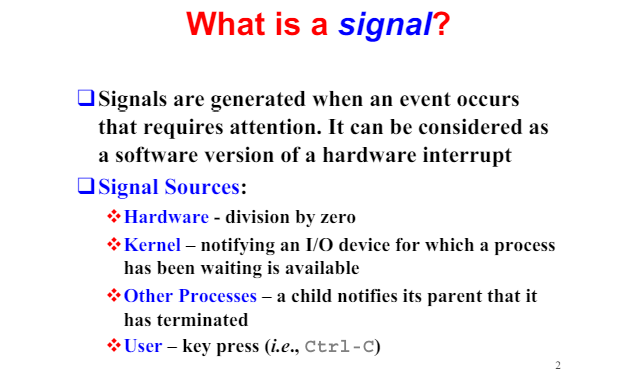 What is a signal?
Signals are generated when an event occurs
that requires attention. It can be considered as
a software version of a hardware interrupt
Signal Sources:
Hardware - division by zero
Kernel – notifying an I/O device for which a process
has been waiting is available
Other Processes – a child notifies its parent that it
has terminated
User – key press (i.e., Ctrl-C)
2